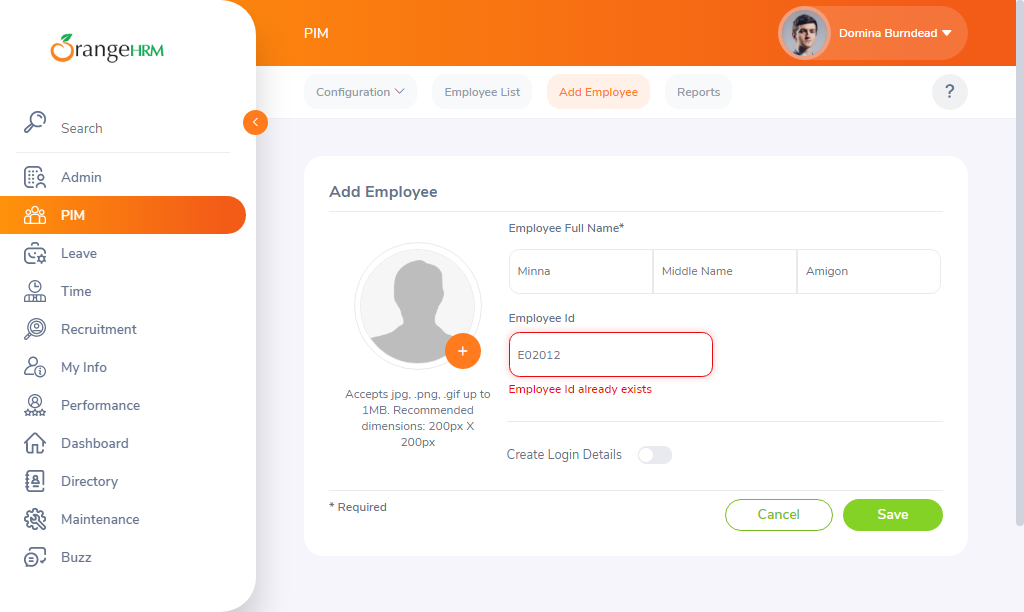 OrangeHRM
Search
Admin
PIM
Leave
Time
Recruitment
My Info
Performance
Dashboard
Directory
Maintenance
Buzz
PIM
Domina Burndead
Configuration
Employee List
Add Employee
Reports
?
Add Employee
Accepts jpg, .png, .gif up to
1MB. Recommended
dimensions: 200px X
200px
Employee Full Name*
Minna
Middle Name
Amigon
Employee Id
E02012
Employee Id already exists
Create Login Details
* Required
Cancel
Save